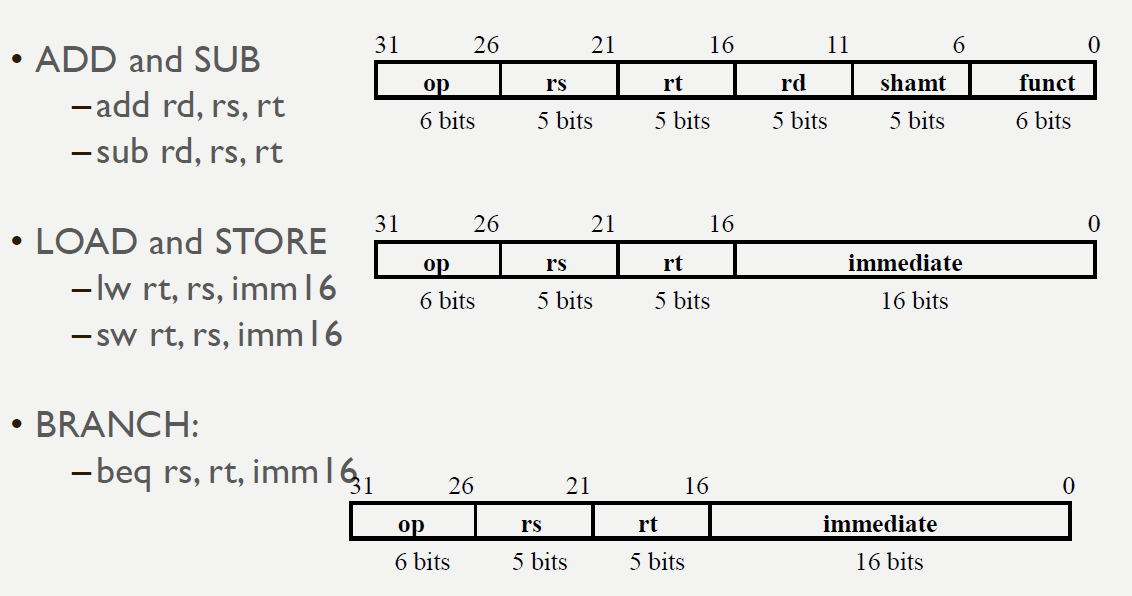 • ADD and SUB
–add rd, rs, rt
–sub rd, rs, rt
31 26 21 16 11 6 0
op rs rt rd shamt funct
6 bits 5 bits 5 bits 5 bits 5 bits 6 bits
• LOAD and STORE
–lw rt, rs, imm16
–sw rt, rs, imm16
31 26 21 16 0
op rs rt immediate
6 bits 5 bits 5 bits 16 bits
• BRANCH:
–beq rs, rt, imm16
31 26 21 16 0
op rs rt immediate
6 bits 5 bits 5 bits 16 bits